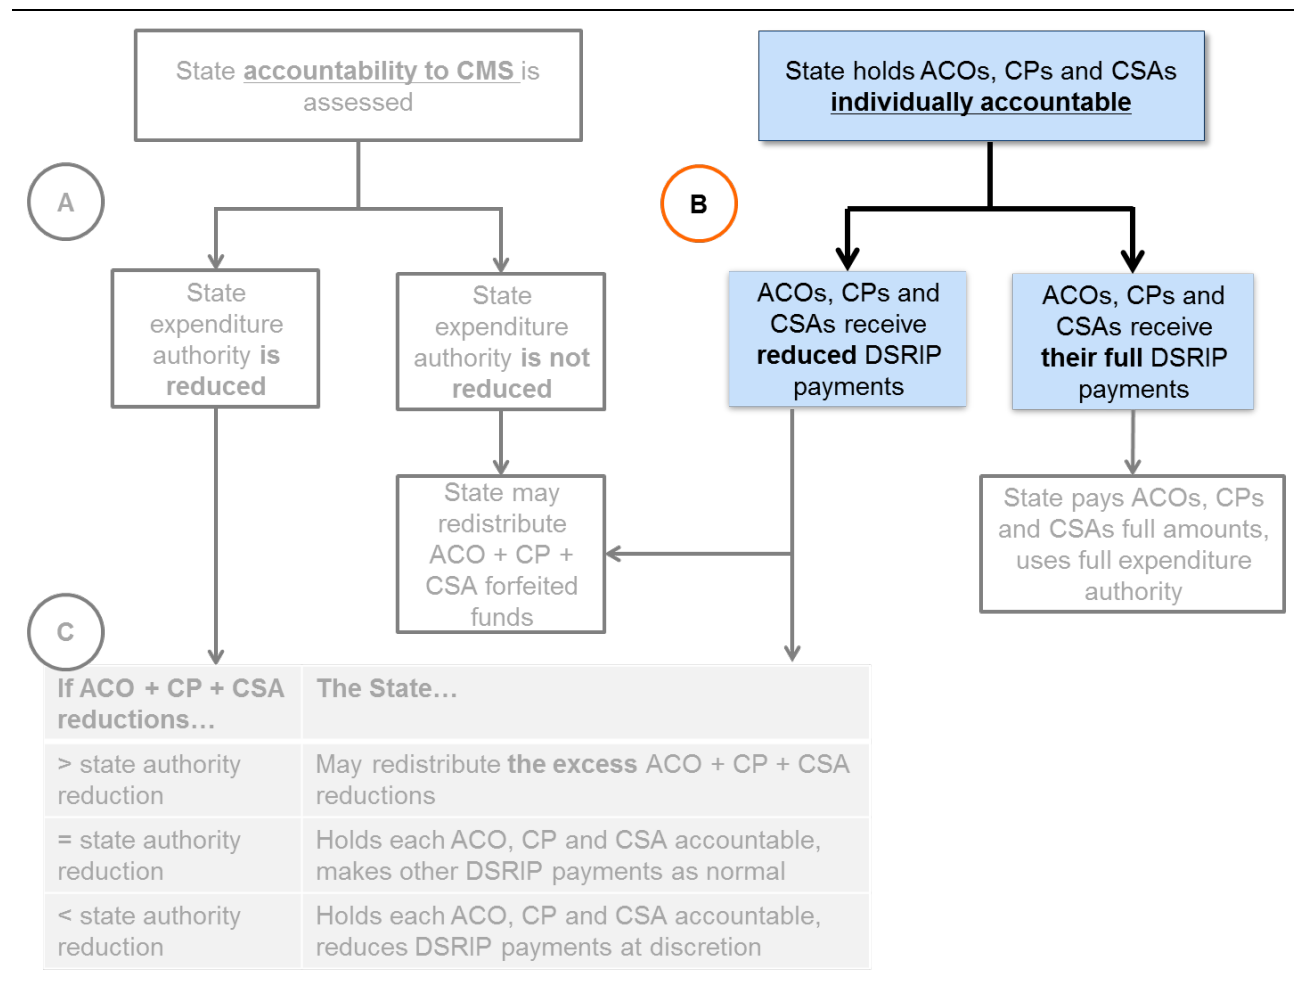 State accountability to CMS is
assessed
State holds ACOs, CPs and CSAs
individually accountable
A
B
State
expenditure
authority is
reduced
State
expenditure
authority is not
reduced
ACOs, CPs and
CSAs receive
reduced DSRIP
payments
ACOs, CPs and
CSAs receive
their full DSRIP
payments
State may
redistribute
ACO + CP +
CSA forfeited
funds
State pays ACOs, CPs
and CSAs full amounts,
uses full expenditure
authority
C
If ACO + CP + CSA
reductions…
The State…
> state authority
reduction
May redistribute the excess ACO + CP + CSA
reductions
= state authority
reduction
Holds each ACO, CP and CSA accountable,
makes other DSRIP payments as normal
< state authority
reduction
Holds each ACO, CP and CSA accountable,
reduces DSRIP payments at discretion